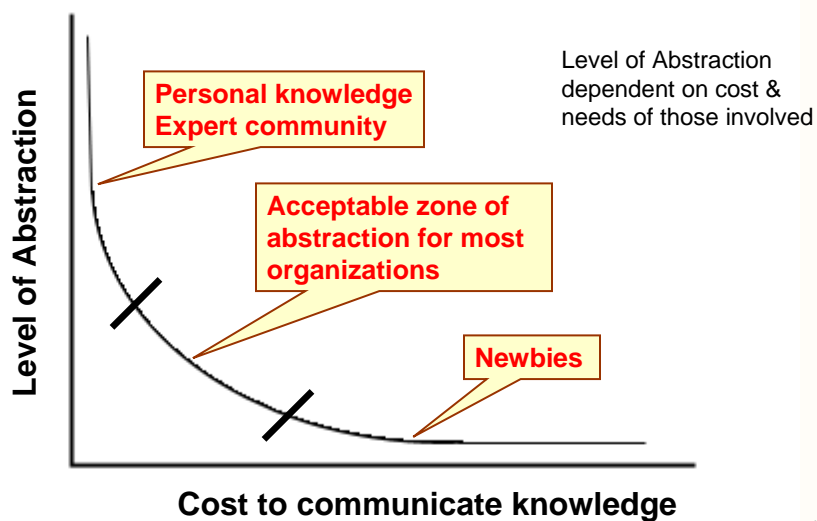 Level of Abstraction
dependent on cost &
needs of those involved
Personal knowledge
Expert community
Acceptable zone of
abstraction for most
organizations
Newbies
Level of Abstraction
Cost to communicate knowledge